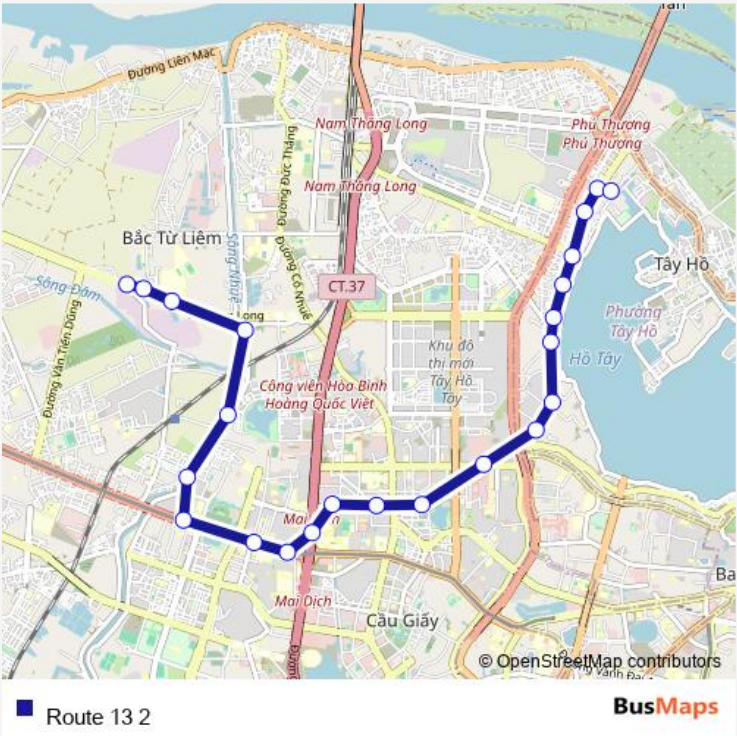 Tân
Đường Liên Mạc
Nam Thăng Long
Phú Thượng
Phú Thượng
Đường Đức Thắng
Nam Thăng Long
Bắc Từ Liêm
Sông Nhuệ
Đường Cổ Nhuế
Tây Hồ
Sông Đăm
CT.37
Long
Phường
Tây Hồ
Hồ Tây
Đường Văn Tiến Dũng
Khu đô
thị mới
Tây Hồ
Tây
Công viên Hòa Bình
Hoàng Quốc Việt
Mai
Ba
Mai Dịch
Cầu Giấy
© OpenStreetMap contributors
Route 13 2
BusMaps